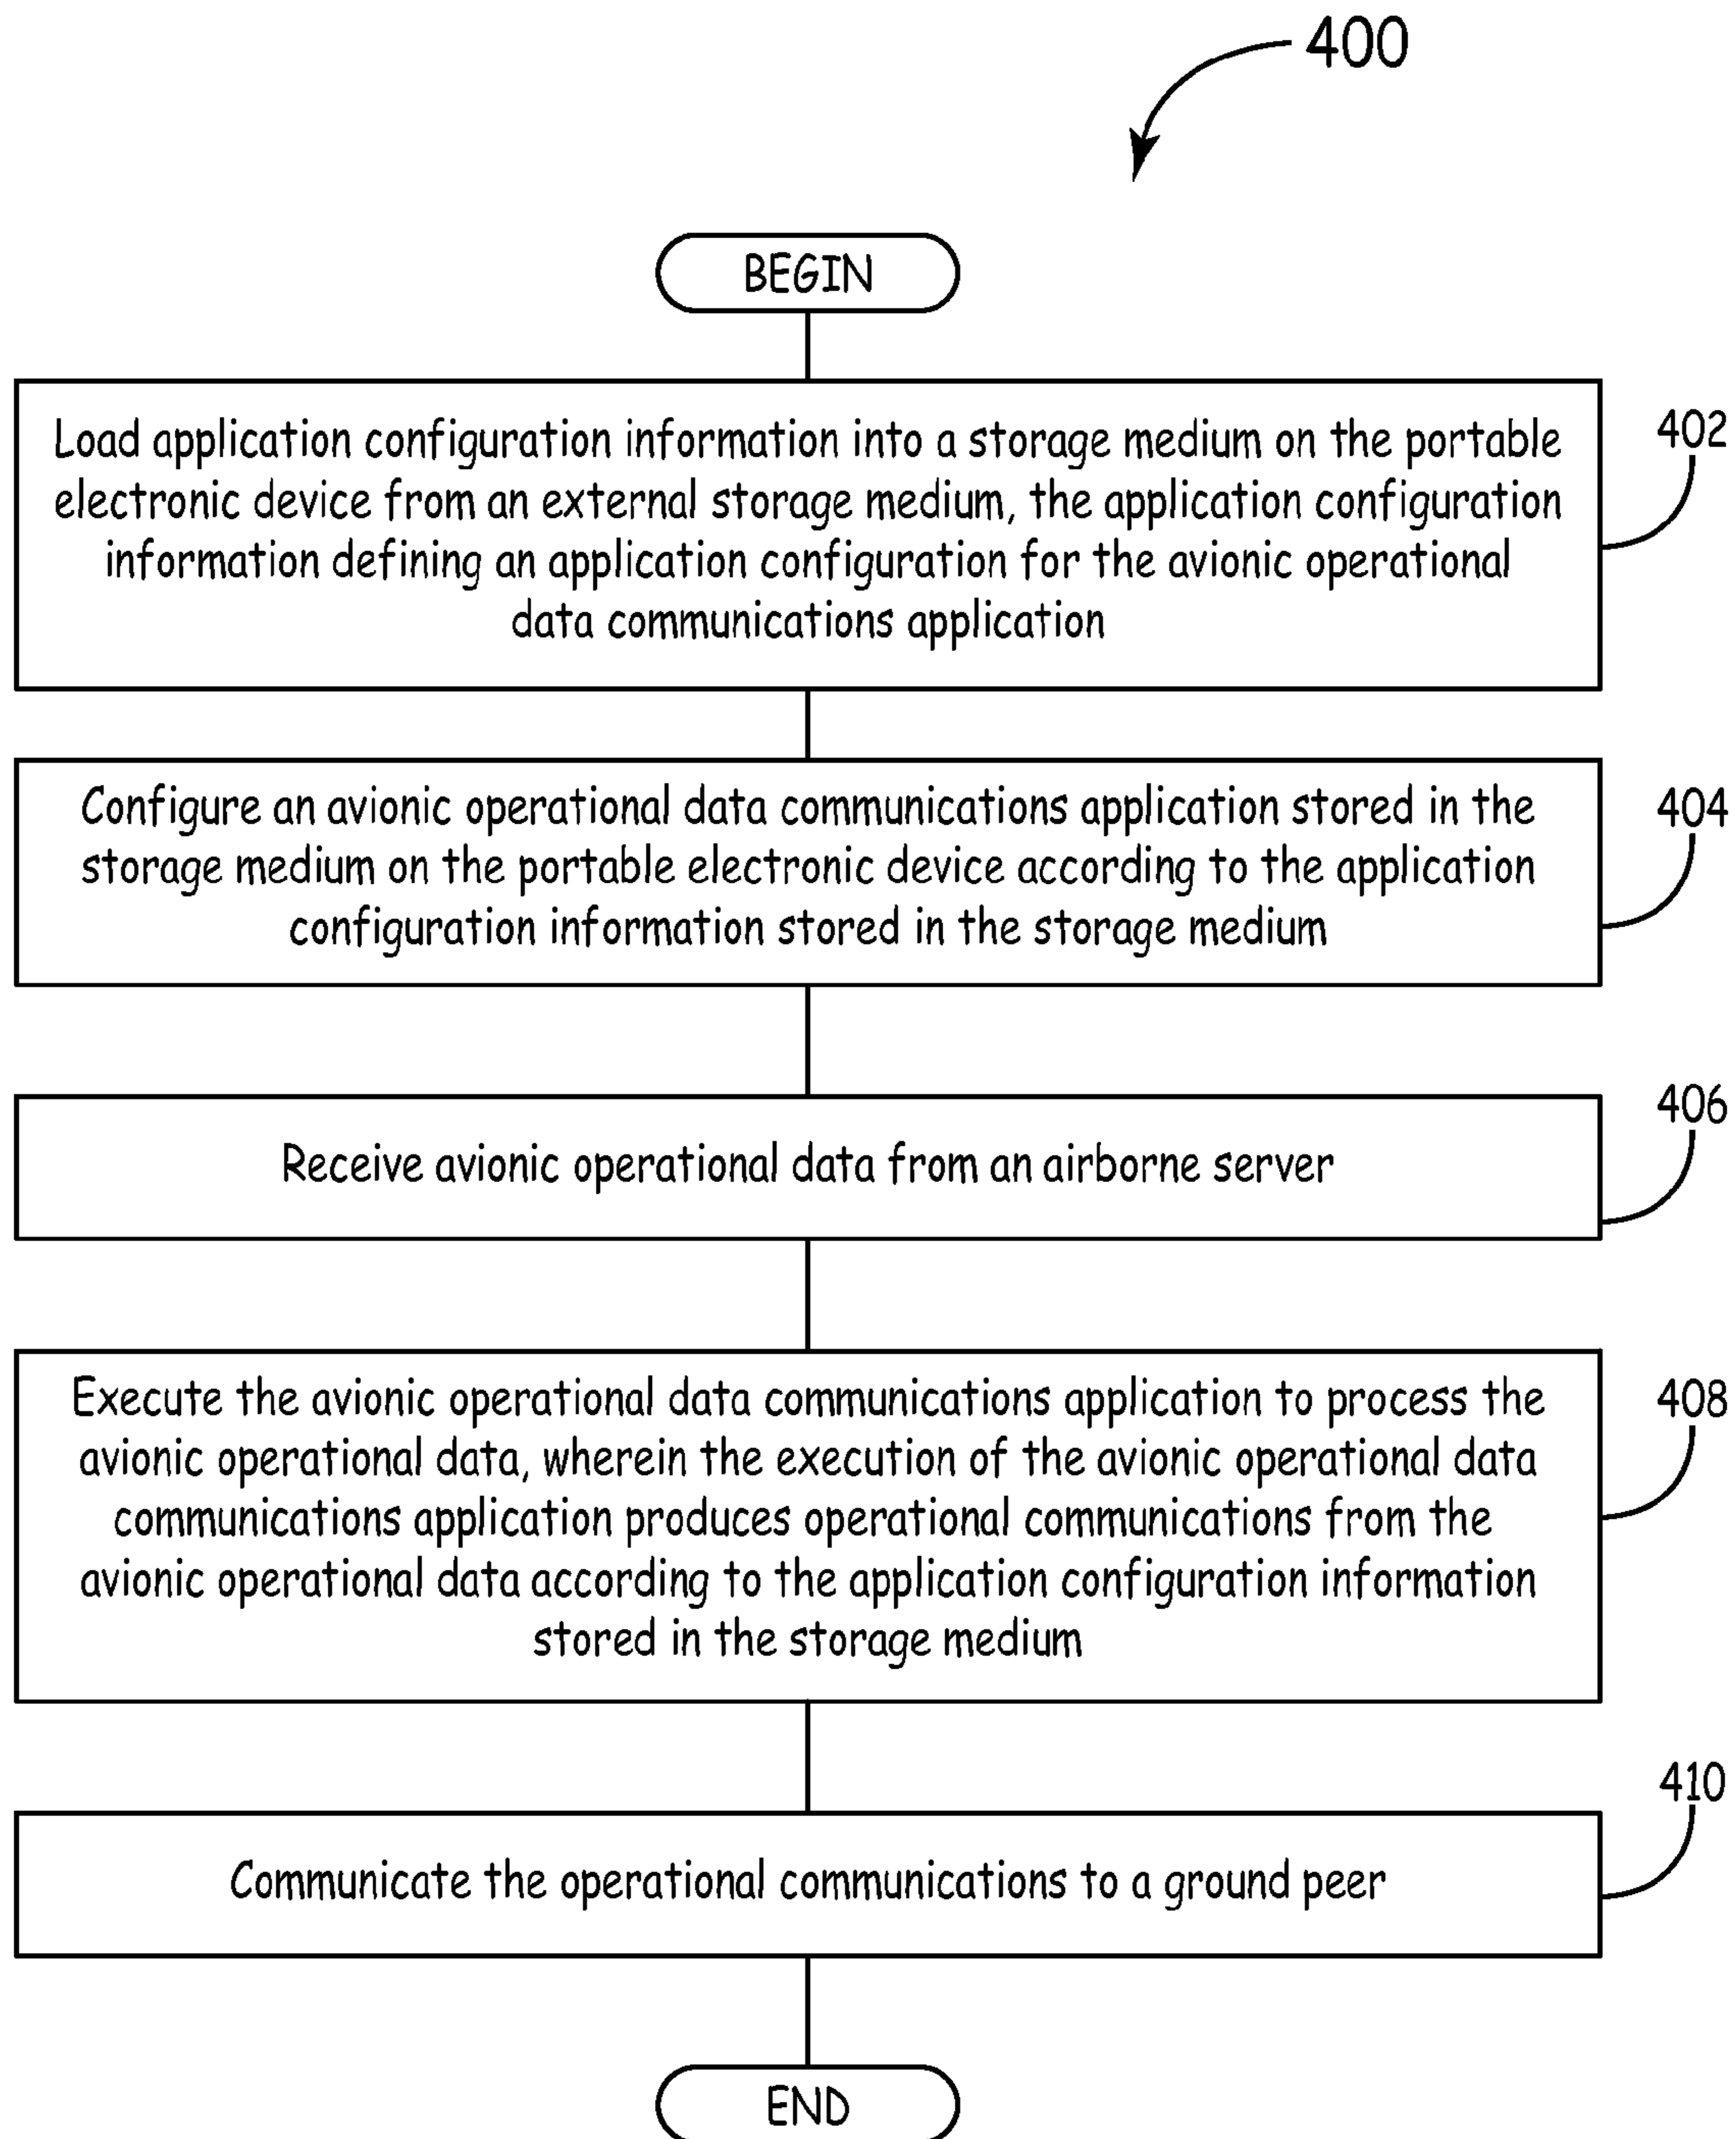 400
BEGIN
Load application configuration information into a storage medium on the portable
electronic device from an external storage medium, the application configuration
information defining an application configuration for the avionic operational
data communications application
402
Configure an avionic operational data communications application stored in the
storage medium on the portable electronic device according to the application
configuration information stored in the storage medium
404
Receive avionic operational data from an airborne server
406
Execute the avionic operational data communications application to process the
avionic operational data, wherein the execution of the avionic operational data
communications application produces operational communications from the
avionic operational data according to the application configuration information
stored in the storage medium
408
Communicate the operational communications to a ground peer
410
END